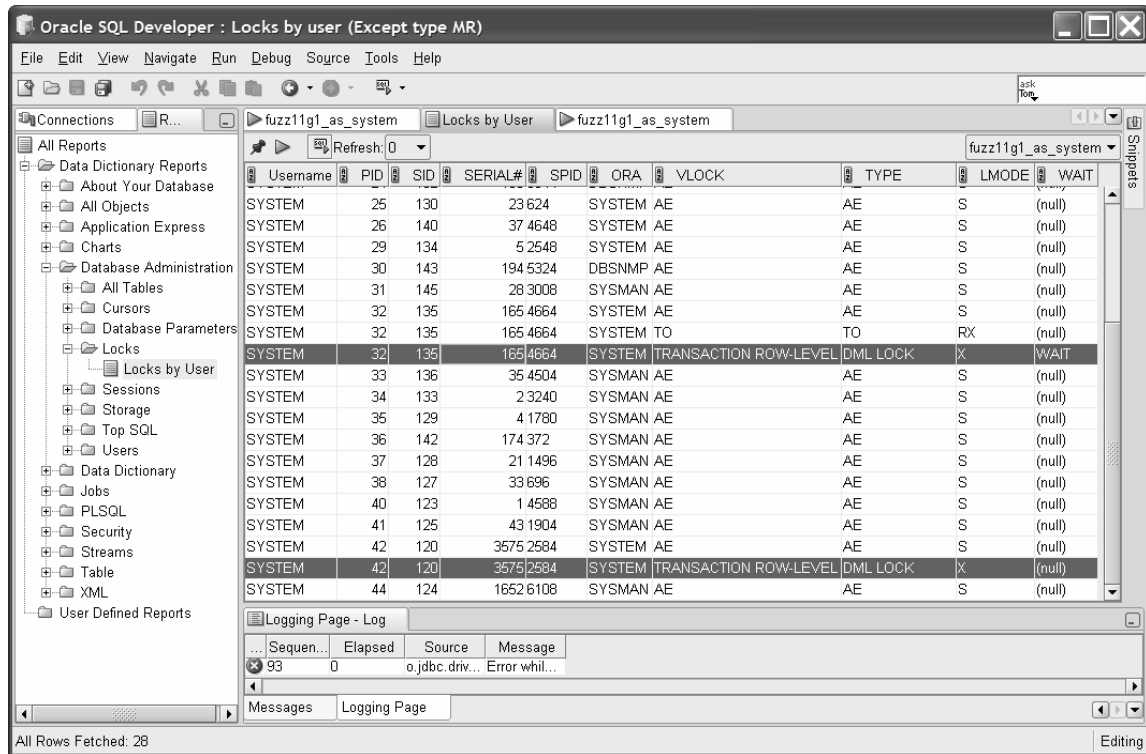 Oracle SQL Developer : Locks by user (Except type MR)
File Edit View Navigate Run Debug Source Tools Help
ask
Tom
Connections R...
fuzz11g1_as_system Locks by User fuzz11g1_as_system
Snippets
Refresh: 0 fuzz11g1_as_system
All Reports
Data Dictionary Reports
About Your Database
All Objects
Application Express
Charts
Database Administration
All Tables
Cursors
Database Parameters
Locks
Locks by User
Sessions
Storage
Top SQL
Users
Data Dictionary
Jobs
PLSQL
Security
Streams
Table
XML
User Defined Reports
Username PID SID SERIAL# SPID ORA VLOCK TYPE LMODE WAIT
SYSTEM 25 130 23 624 SYSTEM AE AE S (null)
SYSTEM 26 140 37 4648 SYSTEM AE AE S (null)
SYSTEM 29 134 5 2548 SYSTEM AE AE S (null)
SYSTEM 30 143 194 5324 DBSNMP AE AE S (null)
SYSTEM 31 145 28 3008 SYSMAN AE AE S (null)
SYSTEM 32 135 165 4664 SYSTEM AE AE S (null)
SYSTEM 32 135 165 4664 SYSTEM TO TO RX (null)
SYSTEM 32 135 165 4664 SYSTEM TRANSACTION ROW-LEVEL DML LOCK X WAIT
SYSTEM 33 136 35 4504 SYSMAN AE AE S (null)
SYSTEM 34 133 2 3240 SYSMAN AE AE S (null)
SYSTEM 35 129 4 1780 SYSMAN AE AE S (null)
SYSTEM 36 142 174 372 SYSMAN AE AE S (null)
SYSTEM 37 128 21 1496 SYSMAN AE AE S (null)
SYSTEM 38 127 33 696 SYSMAN AE AE S (null)
SYSTEM 40 123 1 4588 SYSMAN AE AE S (null)
SYSTEM 41 125 43 1904 SYSMAN AE AE S (null)
SYSTEM 42 120 3575 2584 SYSTEM AE AE S (null)
SYSTEM 42 120 3575 2584 SYSTEM TRANSACTION ROW-LEVEL DML LOCK X (null)
SYSTEM 44 124 1652 6108 SYSMAN AE AE S (null)
Logging Page - Log
... Sequen... Elapsed Source Message
93 0 o.jdbc.driv... Error whil...
Messages Logging Page
All Rows Fetched: 28 Editing